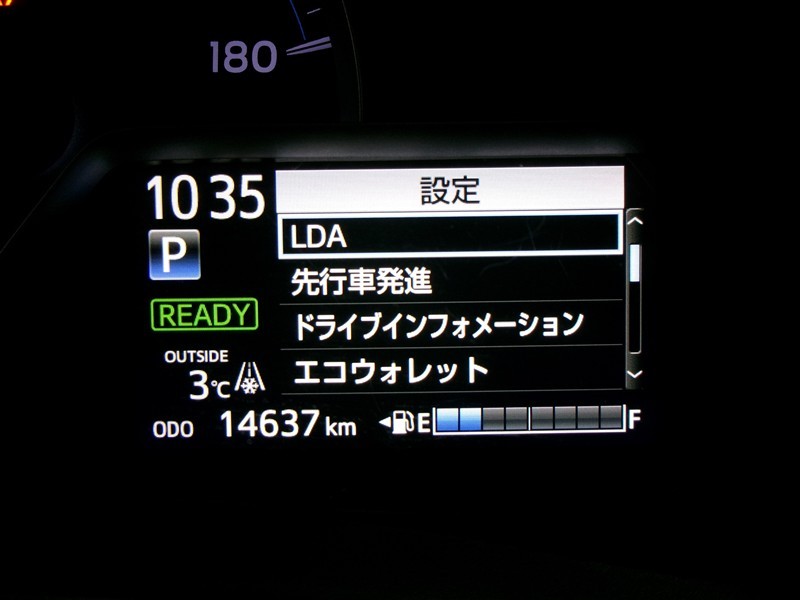 180
10 35
設定
P
LDA
先行車発進
READY
ドライブインフォメーション
OUTSIDE
3℃
エコウォレット
ODO 14637 km
E F